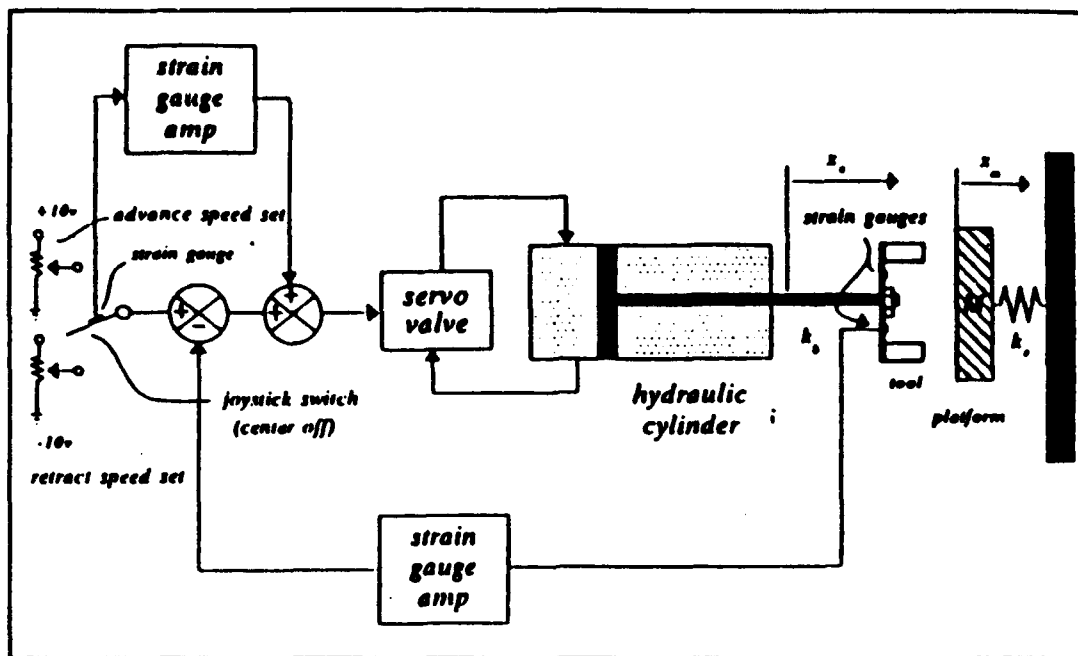 strain
gauge
amp
+10v
advance speed set
strain gauge
+
-
+
+
servo
valve
strain gauges
tool
platform
hydraulic
cylinder
joystick switch
(center off)
-10v
retract speed set
strain
gauge
amp